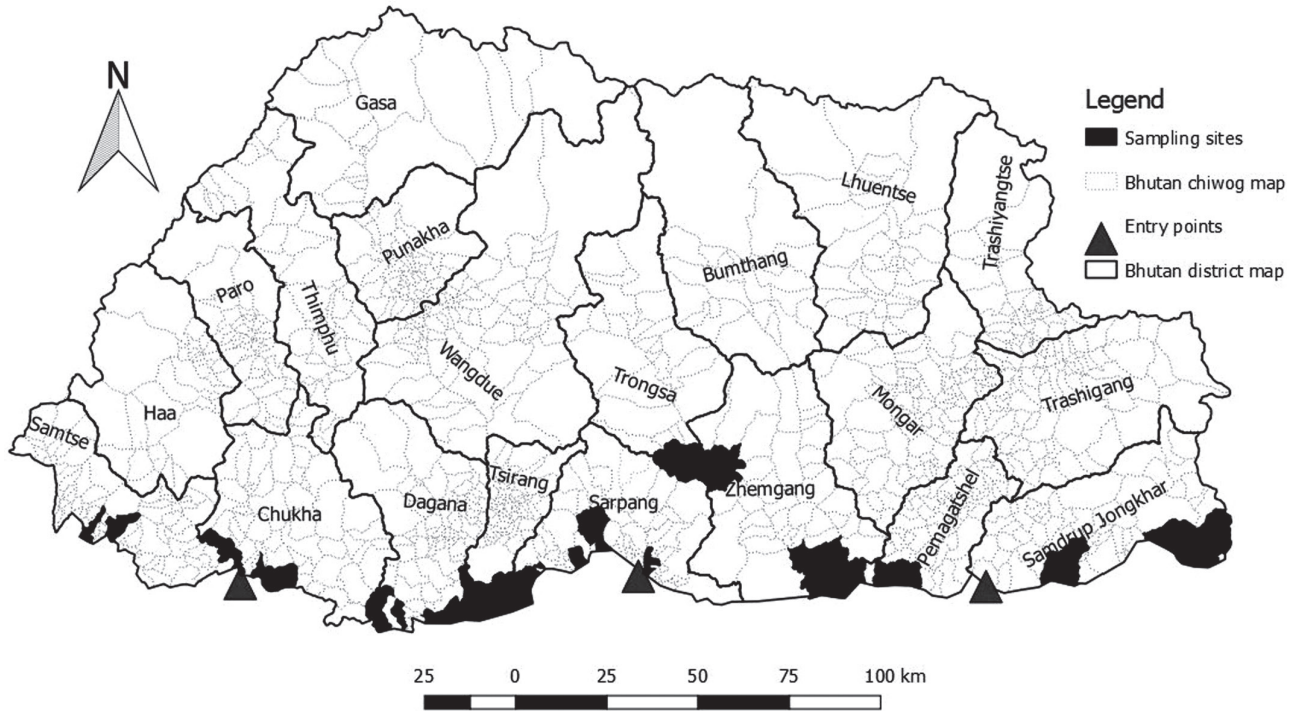 N
Gasa
Punakha
Paro
Thimphu
Wangdue
Haa
Samtse
Chukha
Dagana
Tsirang
Sarpang
Trongsa
Bumthang
Lhuentse
Trashiyangtse
Mongar
Trashigang
Zhemgang
Pemagatshel
Samdrup Jongkhar
Legend
Sampling sites
Bhutan chiwog map
Entry points
Bhutan district map
25 0 25 50 75 100 km